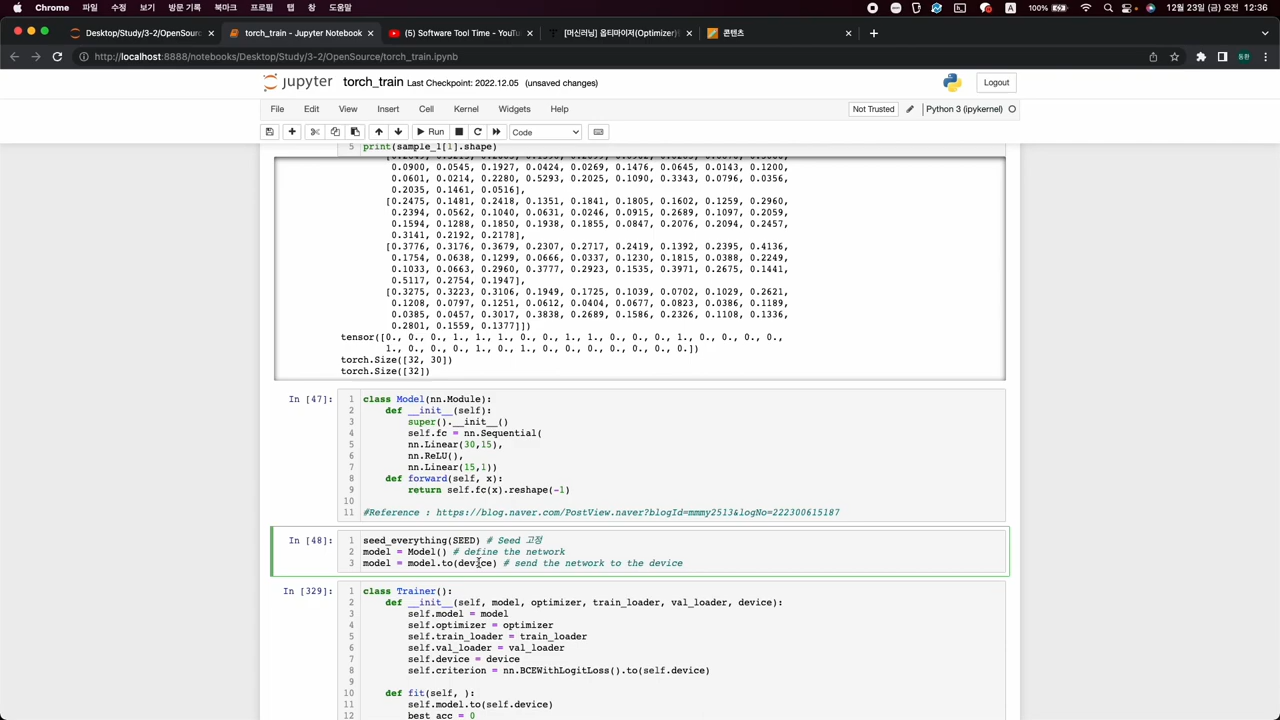 Chrome 파일 수정 보기 방문 기록 북마크 프로필 탭 창 도움말 100% 12월 23일 (금) 오전 12:36
Desktop/Study/3-2/OpenSourc torch_train - Jupyter Notebook (5) Software Tool Time - YouT [머신러닝] 옵티마이저(Optimizer) 콘텐츠
http://localhost:8888/notebooks/Desktop/Study/3-2/OpenSource/torch_train.ipynb
jupyter torch_train Last Checkpoint: 2022.12.05 (unsaved changes) Logout
File Edit View Insert Cell Kernel Widgets Help Not Trusted Python 3 (ipykernel)
Run Code
5 print(sample_1[1].shape)
0.0900, 0.0545, 0.1927, 0.0424, 0.0269, 0.1476, 0.0645, 0.0143, 0.1200,
0.0601, 0.0214, 0.2280, 0.5293, 0.2025, 0.1090, 0.3343, 0.0796, 0.0356,
0.2035, 0.1461, 0.0516],
[0.2475, 0.1481, 0.2418, 0.1351, 0.1841, 0.1805, 0.1602, 0.1259, 0.2960,
0.2394, 0.0562, 0.1040, 0.0631, 0.0246, 0.0915, 0.2689, 0.1097, 0.2059,
0.1594, 0.1288, 0.1850, 0.1938, 0.1855, 0.0847, 0.2076, 0.2094, 0.2457,
0.3141, 0.2192, 0.2178],
[0.3776, 0.3176, 0.3679, 0.2307, 0.2717, 0.2419, 0.1392, 0.2395, 0.4136,
0.1754, 0.0638, 0.1299, 0.0666, 0.0337, 0.1230, 0.1815, 0.0388, 0.2249,
0.1033, 0.0663, 0.2960, 0.3777, 0.2923, 0.1535, 0.3971, 0.2675, 0.1441,
0.5117, 0.2754, 0.1947],
[0.3275, 0.3223, 0.3106, 0.1949, 0.1725, 0.1039, 0.0702, 0.1029, 0.2621,
0.1208, 0.0797, 0.1251, 0.0612, 0.0404, 0.0677, 0.0823, 0.0386, 0.1189,
0.0385, 0.0457, 0.3017, 0.3838, 0.2689, 0.1586, 0.2326, 0.1108, 0.1336,
0.2801, 0.1559, 0.1377]])
tensor([0., 0., 0., 1., 1., 1., 0., 0., 1., 1., 0., 0., 0., 1., 0., 0., 0., 0.,
1., 0., 0., 0., 1., 0., 1., 0., 0., 0., 0., 0., 0., 0.])
torch.Size([32, 30])
torch.Size([32])
In [47]: 1 class Model(nn.Module):
2 def __init__(self):
3 super().__init__()
4 self.fc = nn.Sequential(
5 nn.Linear(30,15),
6 nn.ReLU(),
7 nn.Linear(15,1))
8 def forward(self, x):
9 return self.fc(x).reshape(-1)
10
11 #Reference : https://blog.naver.com/PostView.naver?blogId=mmmy2513&logNo=222300615187
In [48]: 1 seed_everything(SEED) # Seed 고정
2 model = Model() # define the network
3 model = model.to(device) # send the network to the device
In [329]: 1 class Trainer():
2 def __init__(self, model, optimizer, train_loader, val_loader, device):
3 self.model = model
4 self.optimizer = optimizer
5 self.train_loader = train_loader
6 self.val_loader = val_loader
7 self.device = device
8 self.criterion = nn.BCEWithLogitLoss().to(self.device)
9
10 def fit(self, ):
11 self.model.to(self.device)
12 best_acc = 0